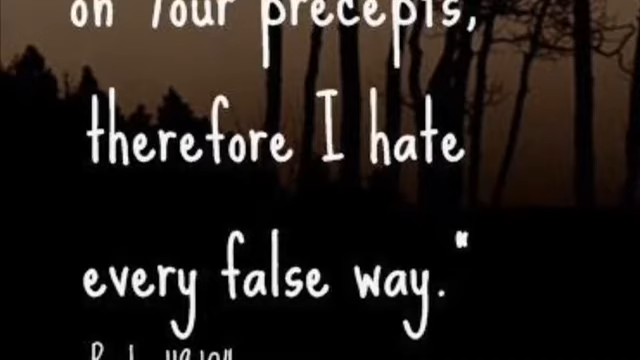 on Your precepts,
therefore I hate
every false way."